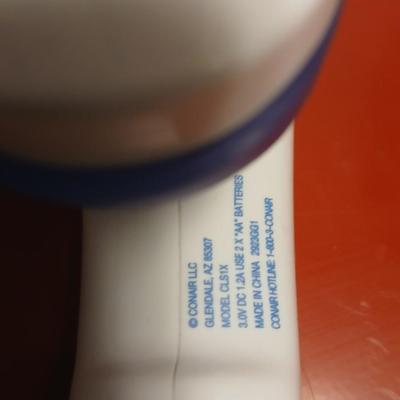 © CONAIR LLC
GLENDALE, AZ 85307
MODEL CLS1X
3.0V DC 1.2A USE 2 X "AA" BATTERIES
MADE IN CHINA 2923GG1
CONAIR HOTLINE: 1-800-3-CONAIR